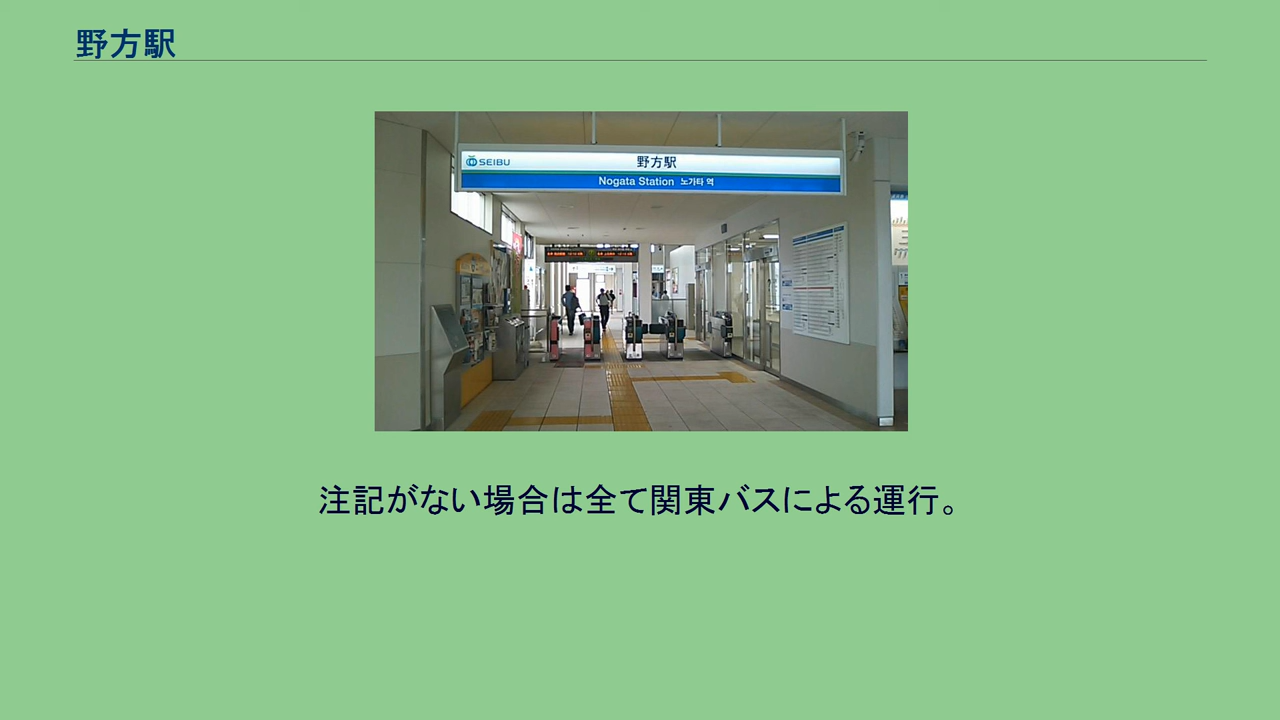 野方駅
SEIBU
野方駅
Nogata Station 노가타 역
注記がない場合は全て関東バスによる運行。